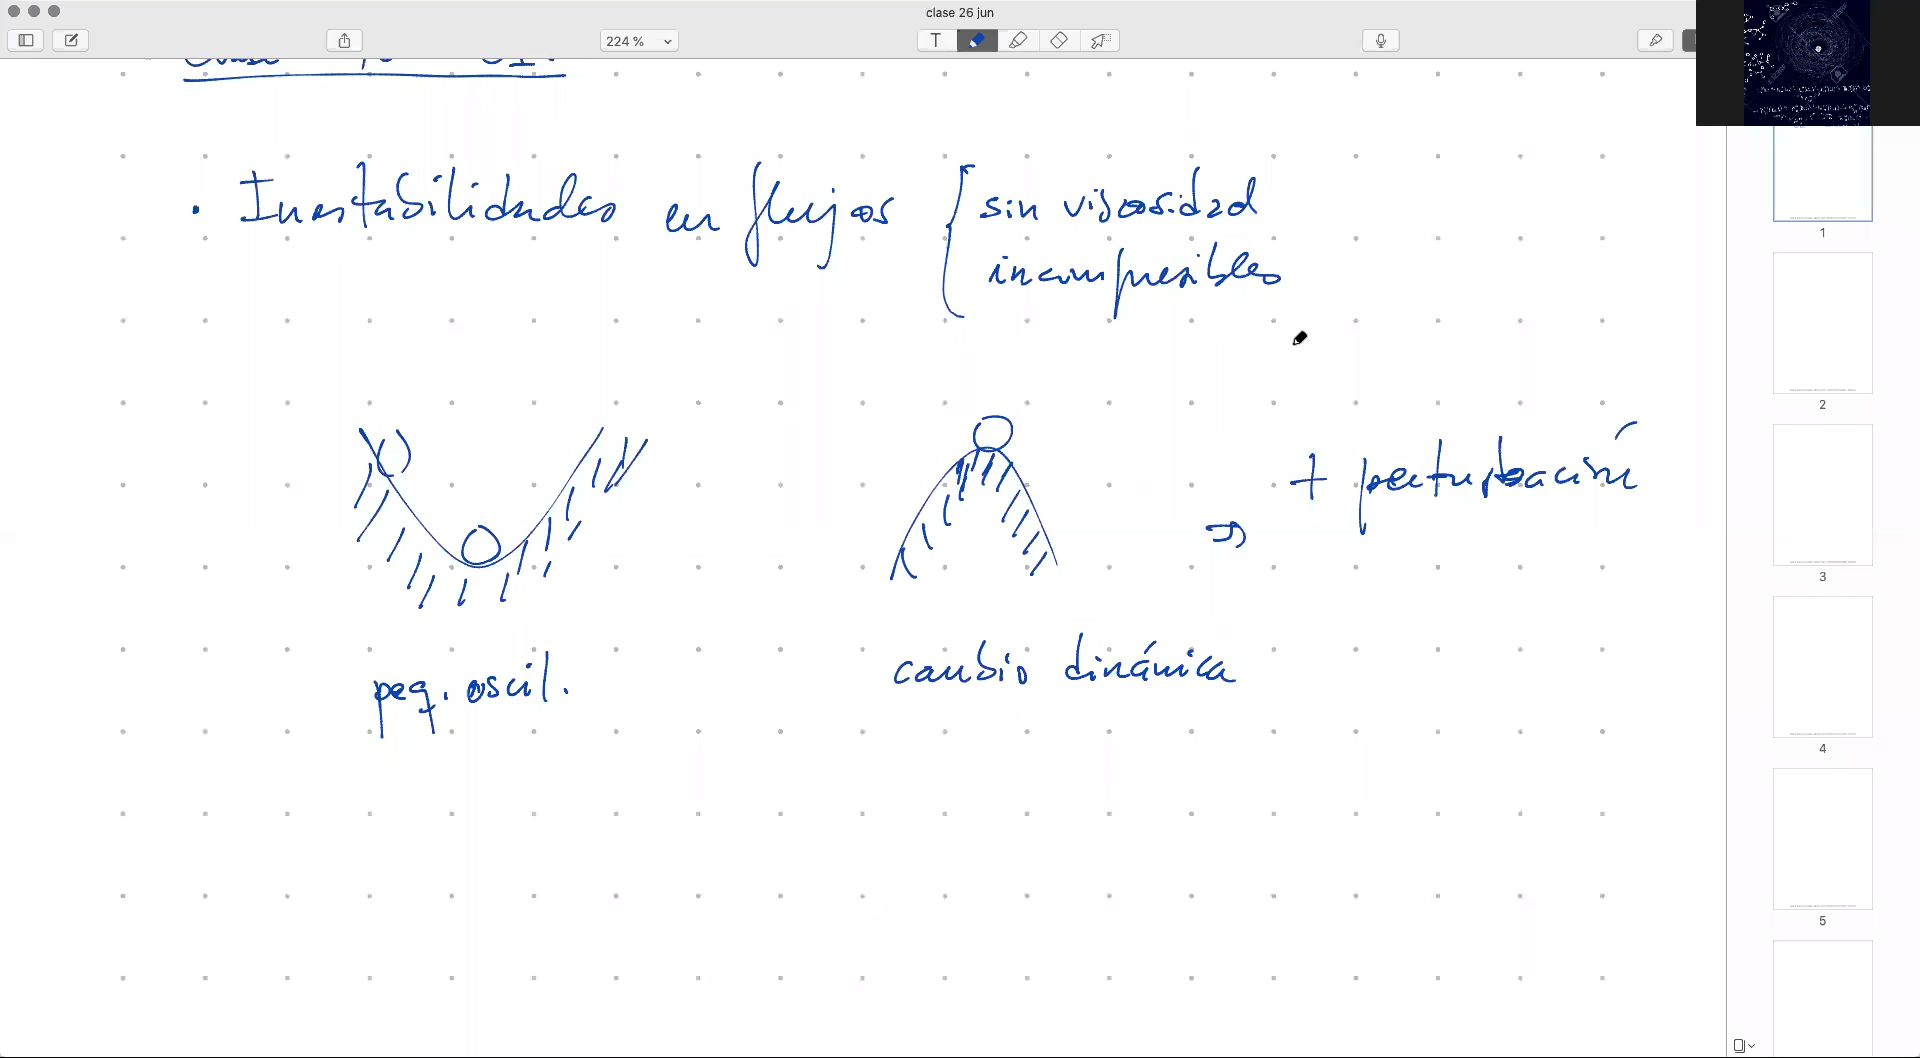 clase 26 jun
224 %
T
· Inestabilidades en flujos { sin viscosidad
incompresibles
+ perturbación
⇒
peq. oscil.
cambio dinámica
1
2
3
4
5